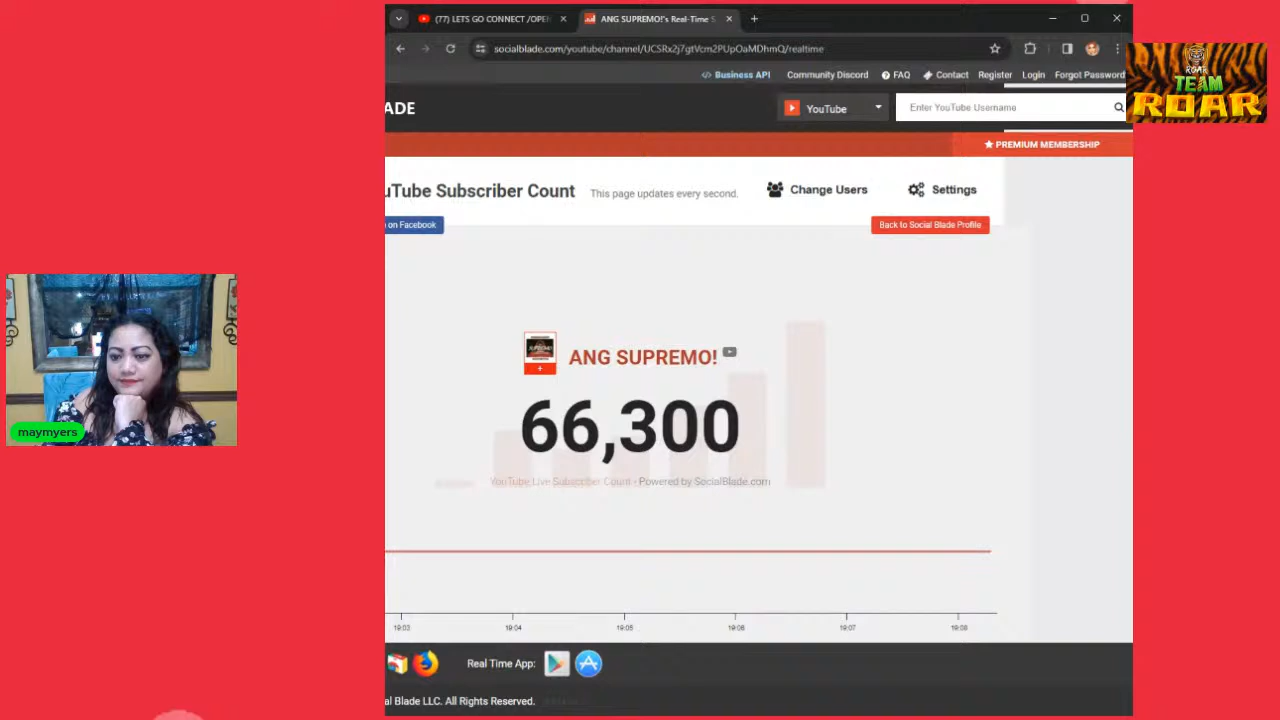 (77) LETS GO CONNECT /OPE
ANG SUPREMO!'s Real-Time S
socialblade.com/youtube/channel/UCSRx2j7gtVcm2PUpOaMDhmQ/realtime
Business API
Community Discord
FAQ
Contact
Register
Login
Forgot Password
ADE
YouTube
Enter YouTube Username
ROAR
TEAM
ROAR
PREMIUM MEMBERSHIP
uTube Subscriber Count
This page updates every second.
Change Users
Settings
on Facebook
Back to Social Blade Profile
ANG SUPREMO!
66,300
YouTube Live Subscriber Count - Powered by SocialBlade.com
maymyers
19:03
19:04
19:05
19:06
19:07
19:08
Real Time App:
al Blade LLC. All Rights Reserved.